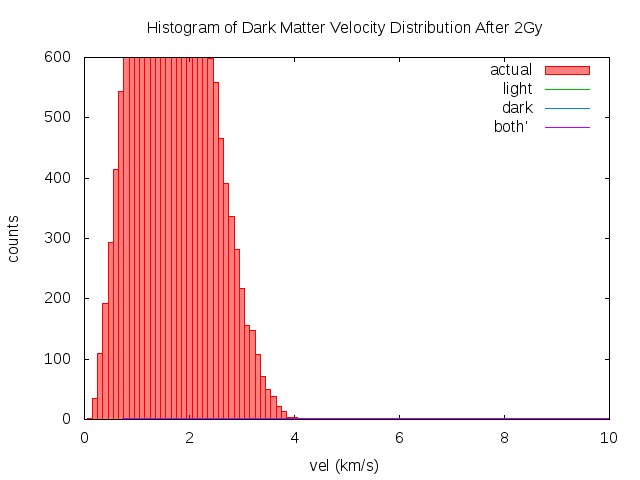 Histogram of Dark Matter Velocity Distribution After 2Gy
600
500
400
300
200
100
0
counts
actual
light
dark
both'
0 2 4 6 8 10
vel (km/s)